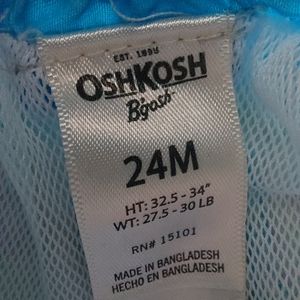 EST. 1895
OSHKOSH
B'gosh
24M
HT: 32.5 - 34"
WT: 27.5 - 30 LB
RN# 15101
MADE IN BANGLADESH
HECHO EN BANGLADESH